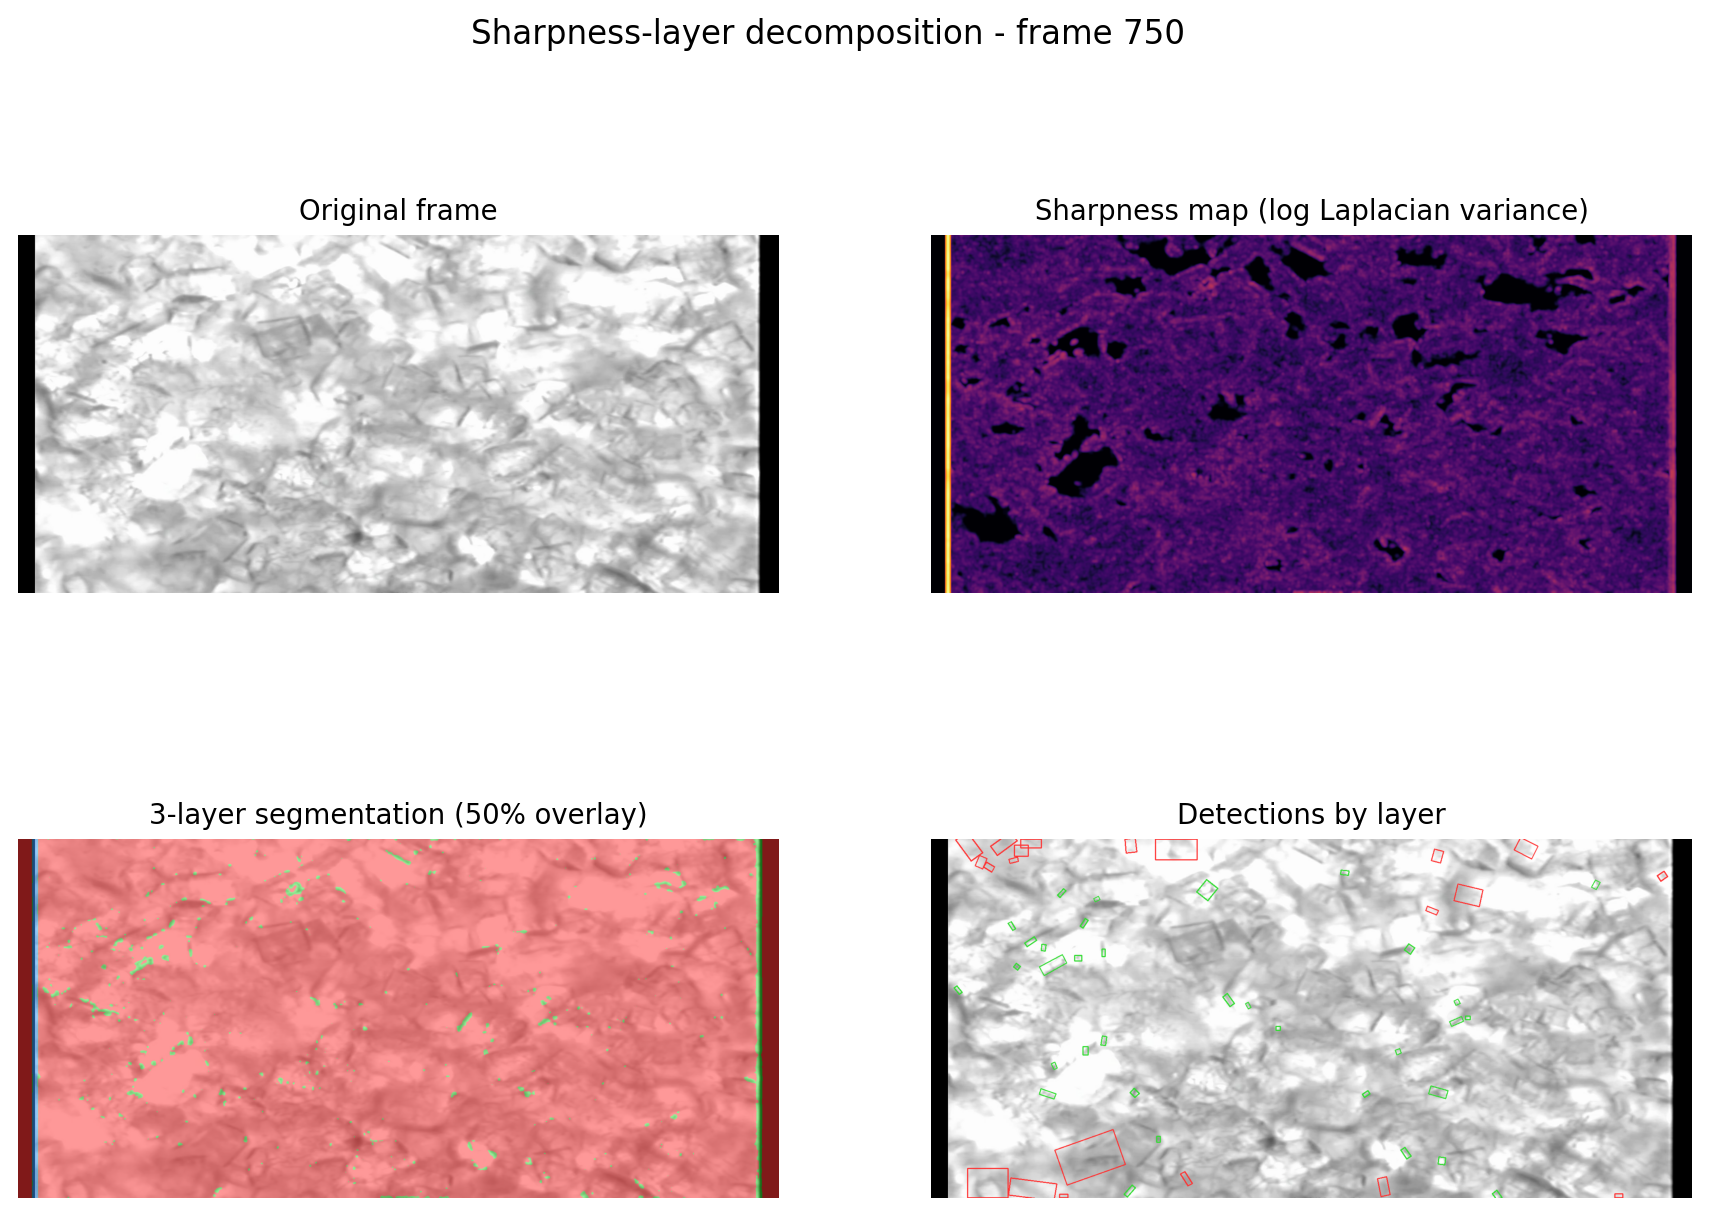 Sharpness-layer decomposition - frame 750
Original frame
Sharpness map (log Laplacian variance)
3-layer segmentation (50% overlay)
Detections by layer